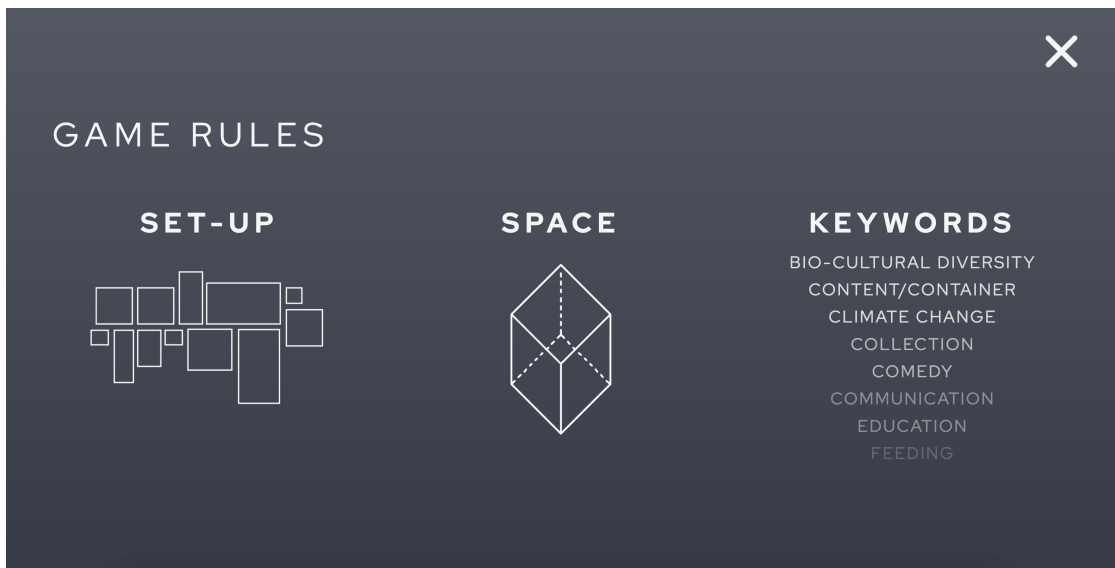 GAME RULES
SET-UP
SPACE
KEYWORDS
BIO-CULTURAL DIVERSITY
CONTENT/CONTAINER
CLIMATE CHANGE
COLLECTION
COMEDY
COMMUNICATION
EDUCATION
FEEDING